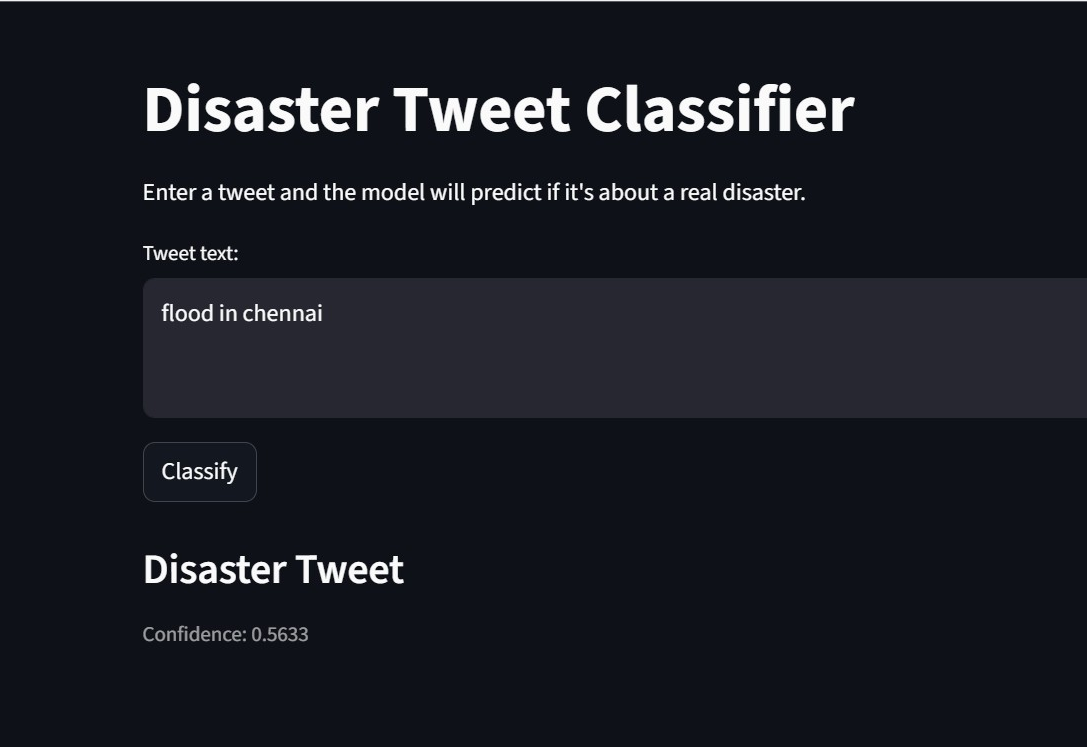 Disaster Tweet Classifier
Enter a tweet and the model will predict if it's about a real disaster.
Tweet text:
flood in chennai
Classify
Disaster Tweet
Confidence: 0.5633